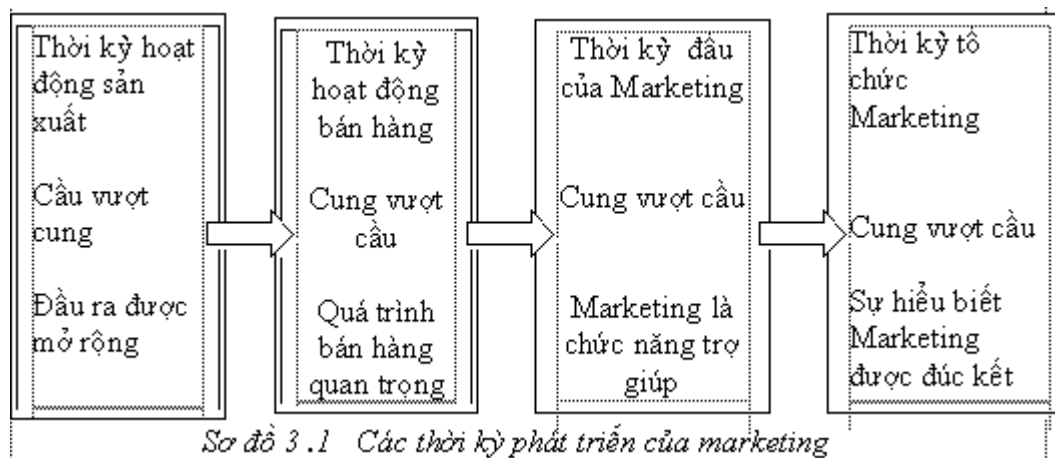 Thời kỳ hoạt
động sản
xuất
Cầu vượt
cung
Đầu ra được
mở rộng
Thời kỳ
hoạt động
bán hàng
Cung vượt
cầu
Quá trình
bán hàng
quan trọng
Thời kỳ đầu
của Marketing
Cung vượt cầu
Marketing là
chức năng trợ
giúp
Thời kỳ tổ
chức
Marketing
Cung vượt cầu
Sự hiểu biết
Marketing
được đúc kết
Sơ đồ 3.1 Các thời kỳ phát triển của marketing